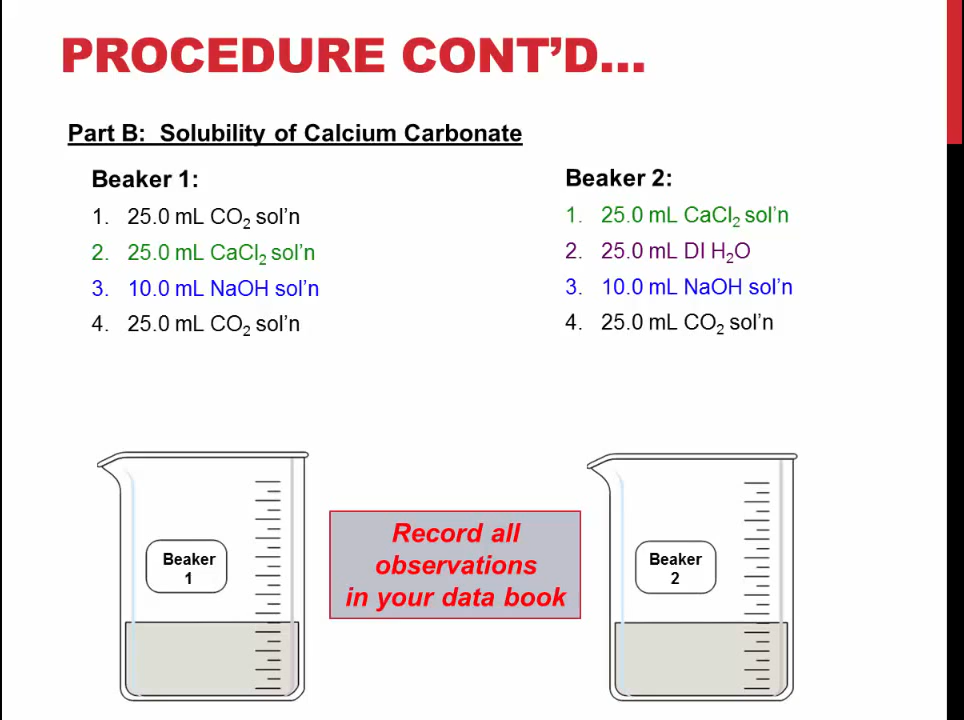 PROCEDURE CONT’D…
Part B: Solubility of Calcium Carbonate
Beaker 1:
1. 25.0 mL CO₂ sol’n
2. 25.0 mL CaCl₂ sol’n
3. 10.0 mL NaOH sol’n
4. 25.0 mL CO₂ sol’n
Beaker 2:
1. 25.0 mL CaCl₂ sol’n
2. 25.0 mL DI H₂O
3. 10.0 mL NaOH sol’n
4. 25.0 mL CO₂ sol’n
Beaker
1
Record all
observations
in your data book
Beaker
2